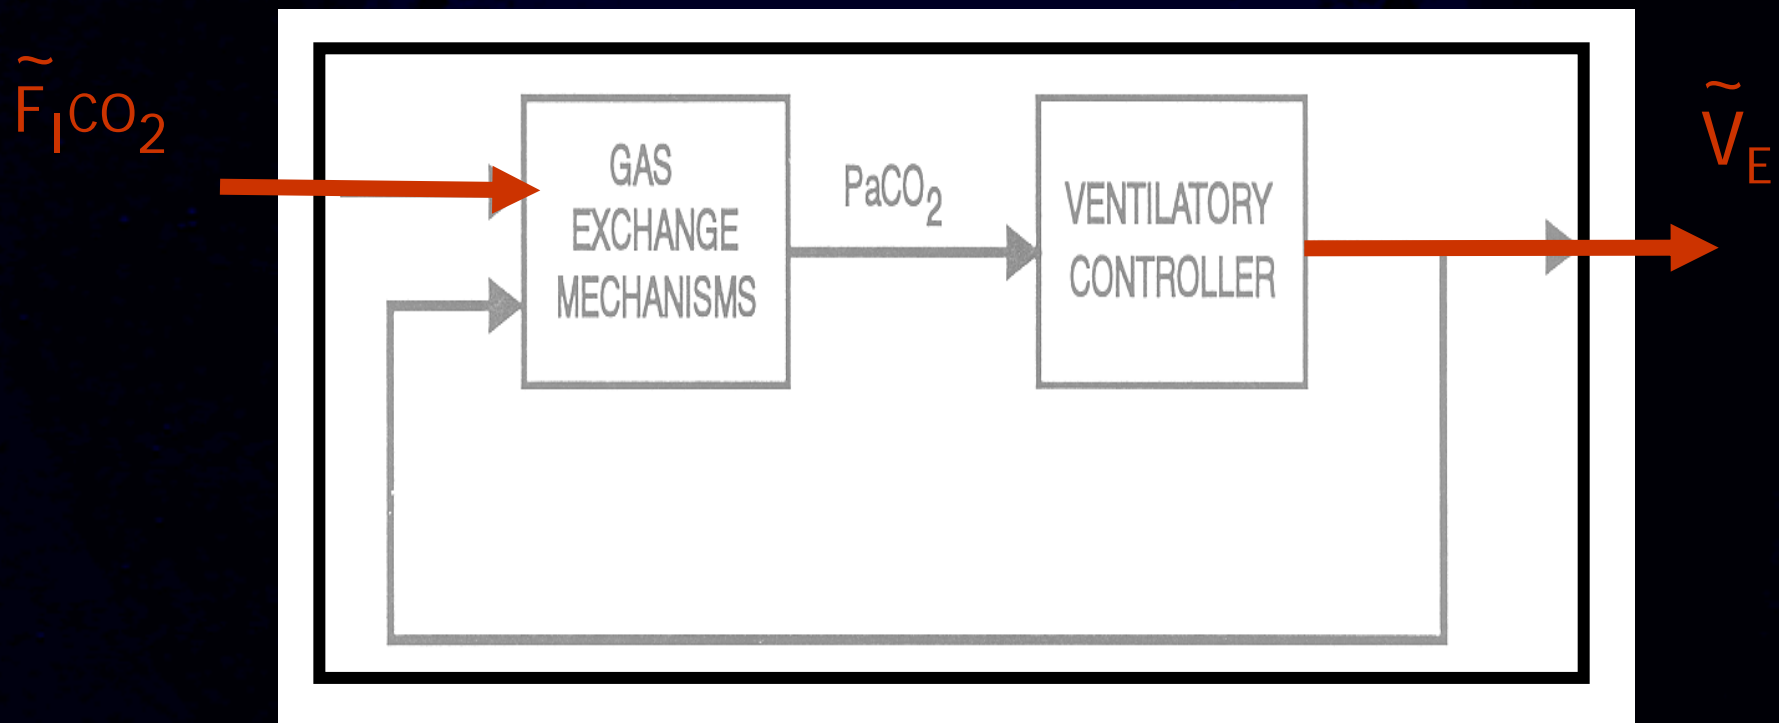 F̃ICO2
GAS
EXCHANGE
MECHANISMS
PaCO2
VENTILATORY
CONTROLLER
ṼE